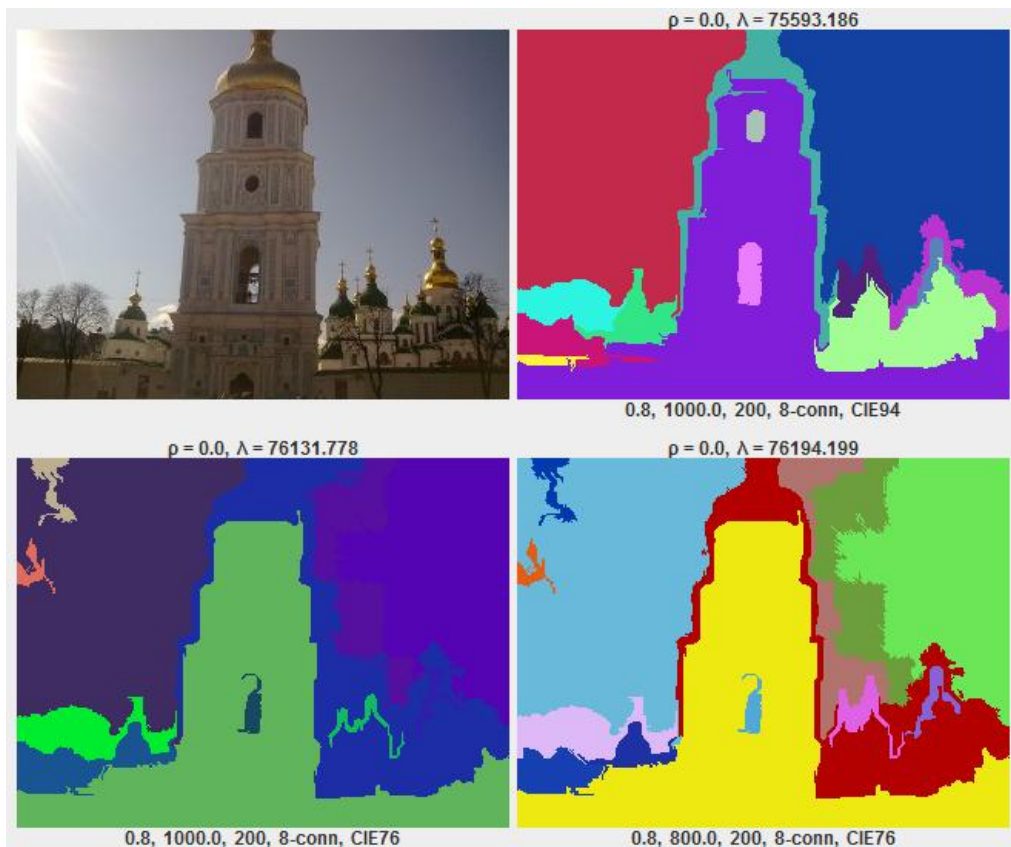 ρ = 0.0, λ = 75593.186
0.8, 1000.0, 200, 8-conn, CIE94
ρ = 0.0, λ = 76131.778
ρ = 0.0, λ = 76194.199
0.8, 1000.0, 200, 8-conn, CIE76
0.8, 800.0, 200, 8-conn, CIE76